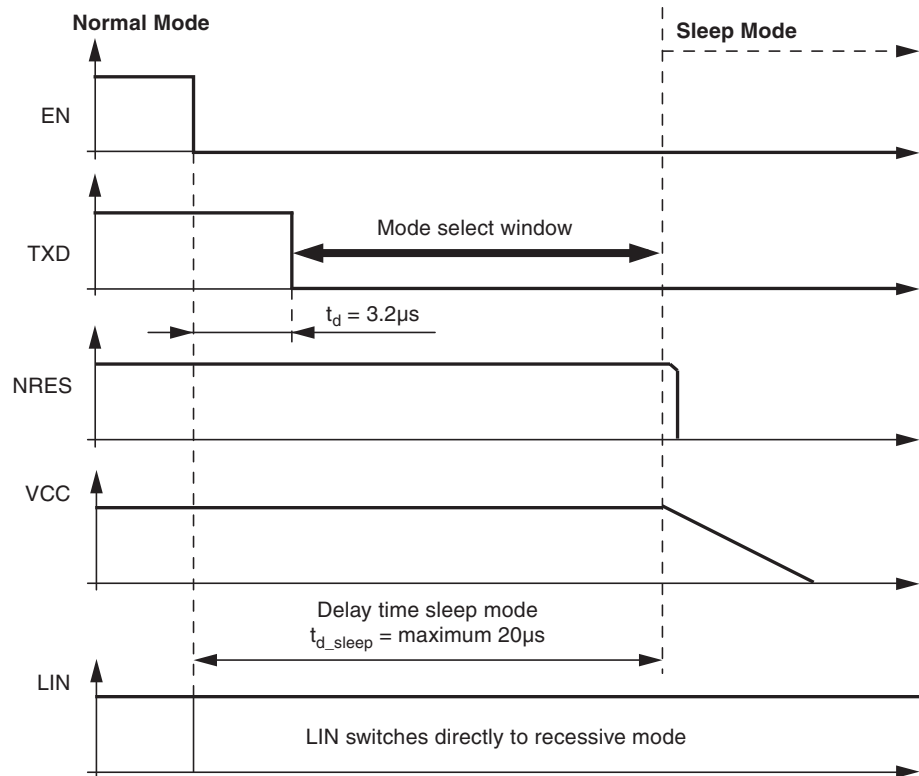 Normal Mode
Sleep Mode
EN
Mode select window
TXD
t_d = 3.2µs
NRES
VCC
Delay time sleep mode
t_d_sleep = maximum 20µs
LIN
LIN switches directly to recessive mode